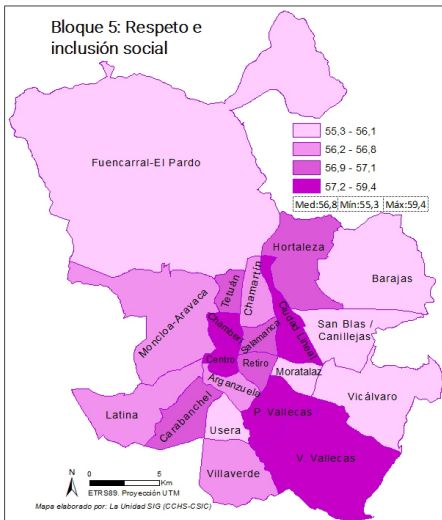 Bloque 5: Respeto e
inclusión social
55,3 - 56,1
56,2 - 56,8
56,9 - 57,1
57,2 - 59,4
Med:56,8 Mín:55,3 Máx:59,4
Fuencarral-El Pardo
Hortaleza
Barajas
Tetuán
Chamartín
Ciudad Lineal
Moncloa-Aravaca
Chamberí
Salamanca
San Blas /
Canillejas
Centro
Retiro
Moratalaz
Arganzuela
Vicálvaro
Latina
Carabanchel
Usera
P. Vallecas
V. Vallecas
Villaverde
N
0 5
Km
ETRS89. Proyección UTM
Mapa elaborado por: La Unidad SIG (CCHS-CSIC)